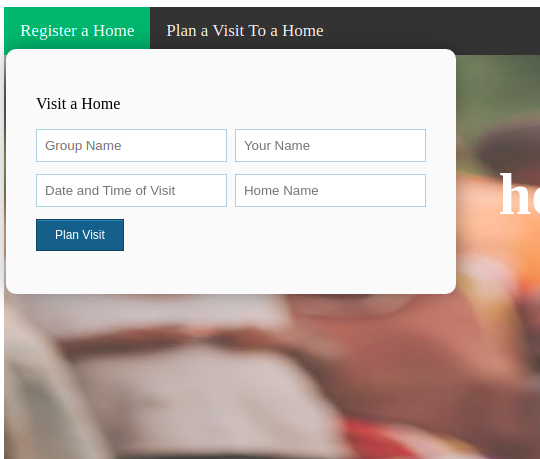 Register a Home Plan a Visit To a Home
Visit a Home
Group Name Your Name
Date and Time of Visit Home Name
Plan Visit